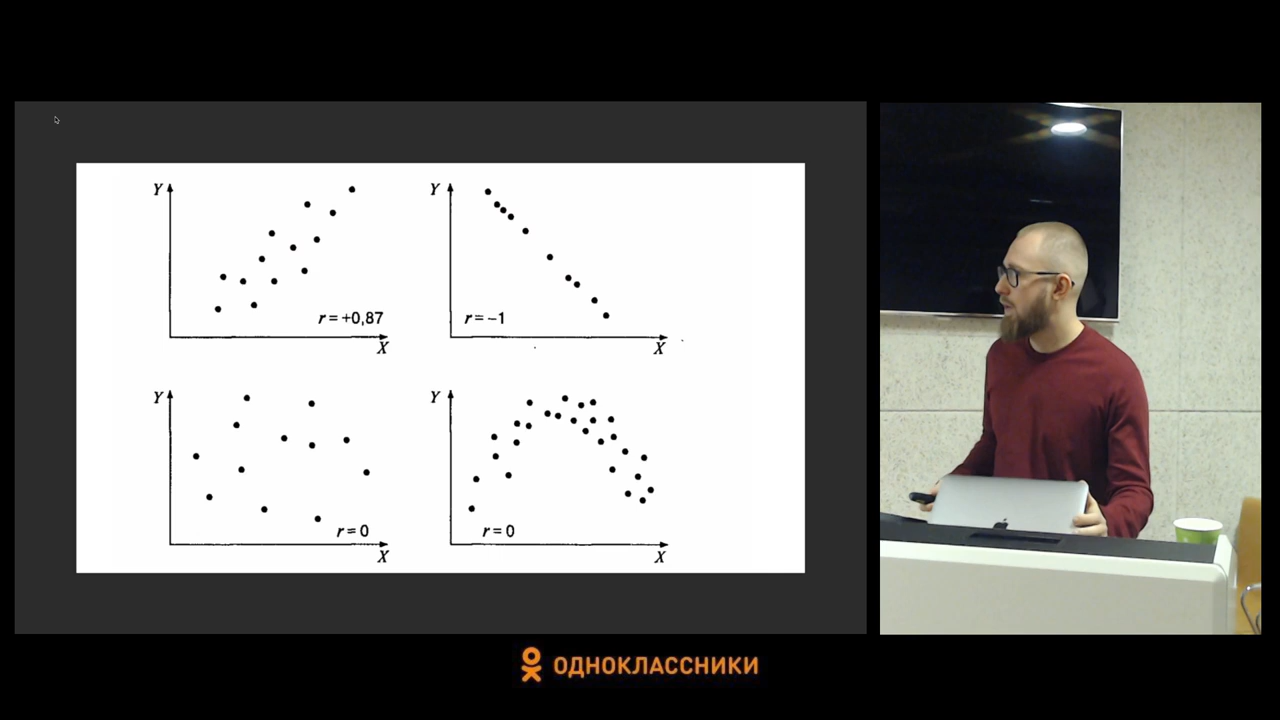 Y
Y
r = +0,87
r = −1
X
X
Y
Y
r = 0
r = 0
X
X
ОДНОКЛАССНИКИ